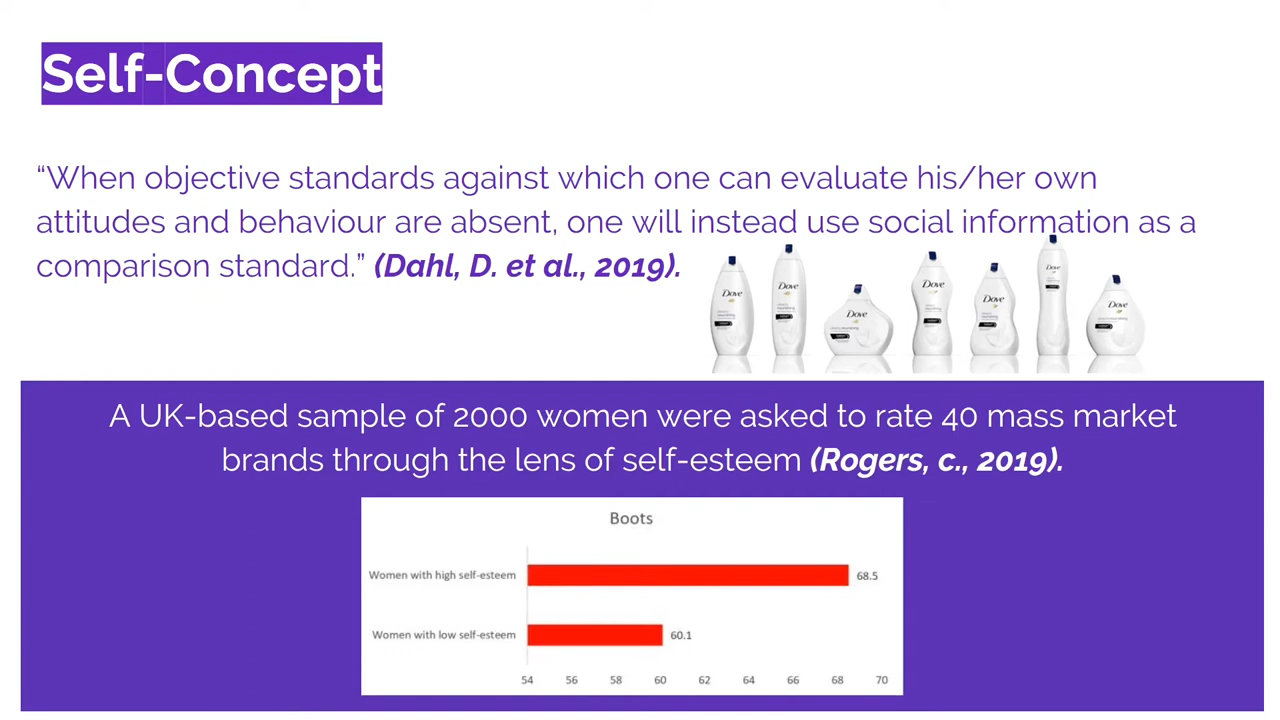 Self-Concept
“When objective standards against which one can evaluate his/her own
attitudes and behaviour are absent, one will instead use social information as a
comparison standard.” (Dahl, D. et al., 2019).
Dove
Dove
Dove
Dove
Dove
Dove
Dove
A UK-based sample of 2000 women were asked to rate 40 mass market
brands through the lens of self-esteem (Rogers, c., 2019).
Boots
Women with high self-esteem 68.5
Women with low self-esteem 60.1
54 56 58 60 62 64 66 68 70